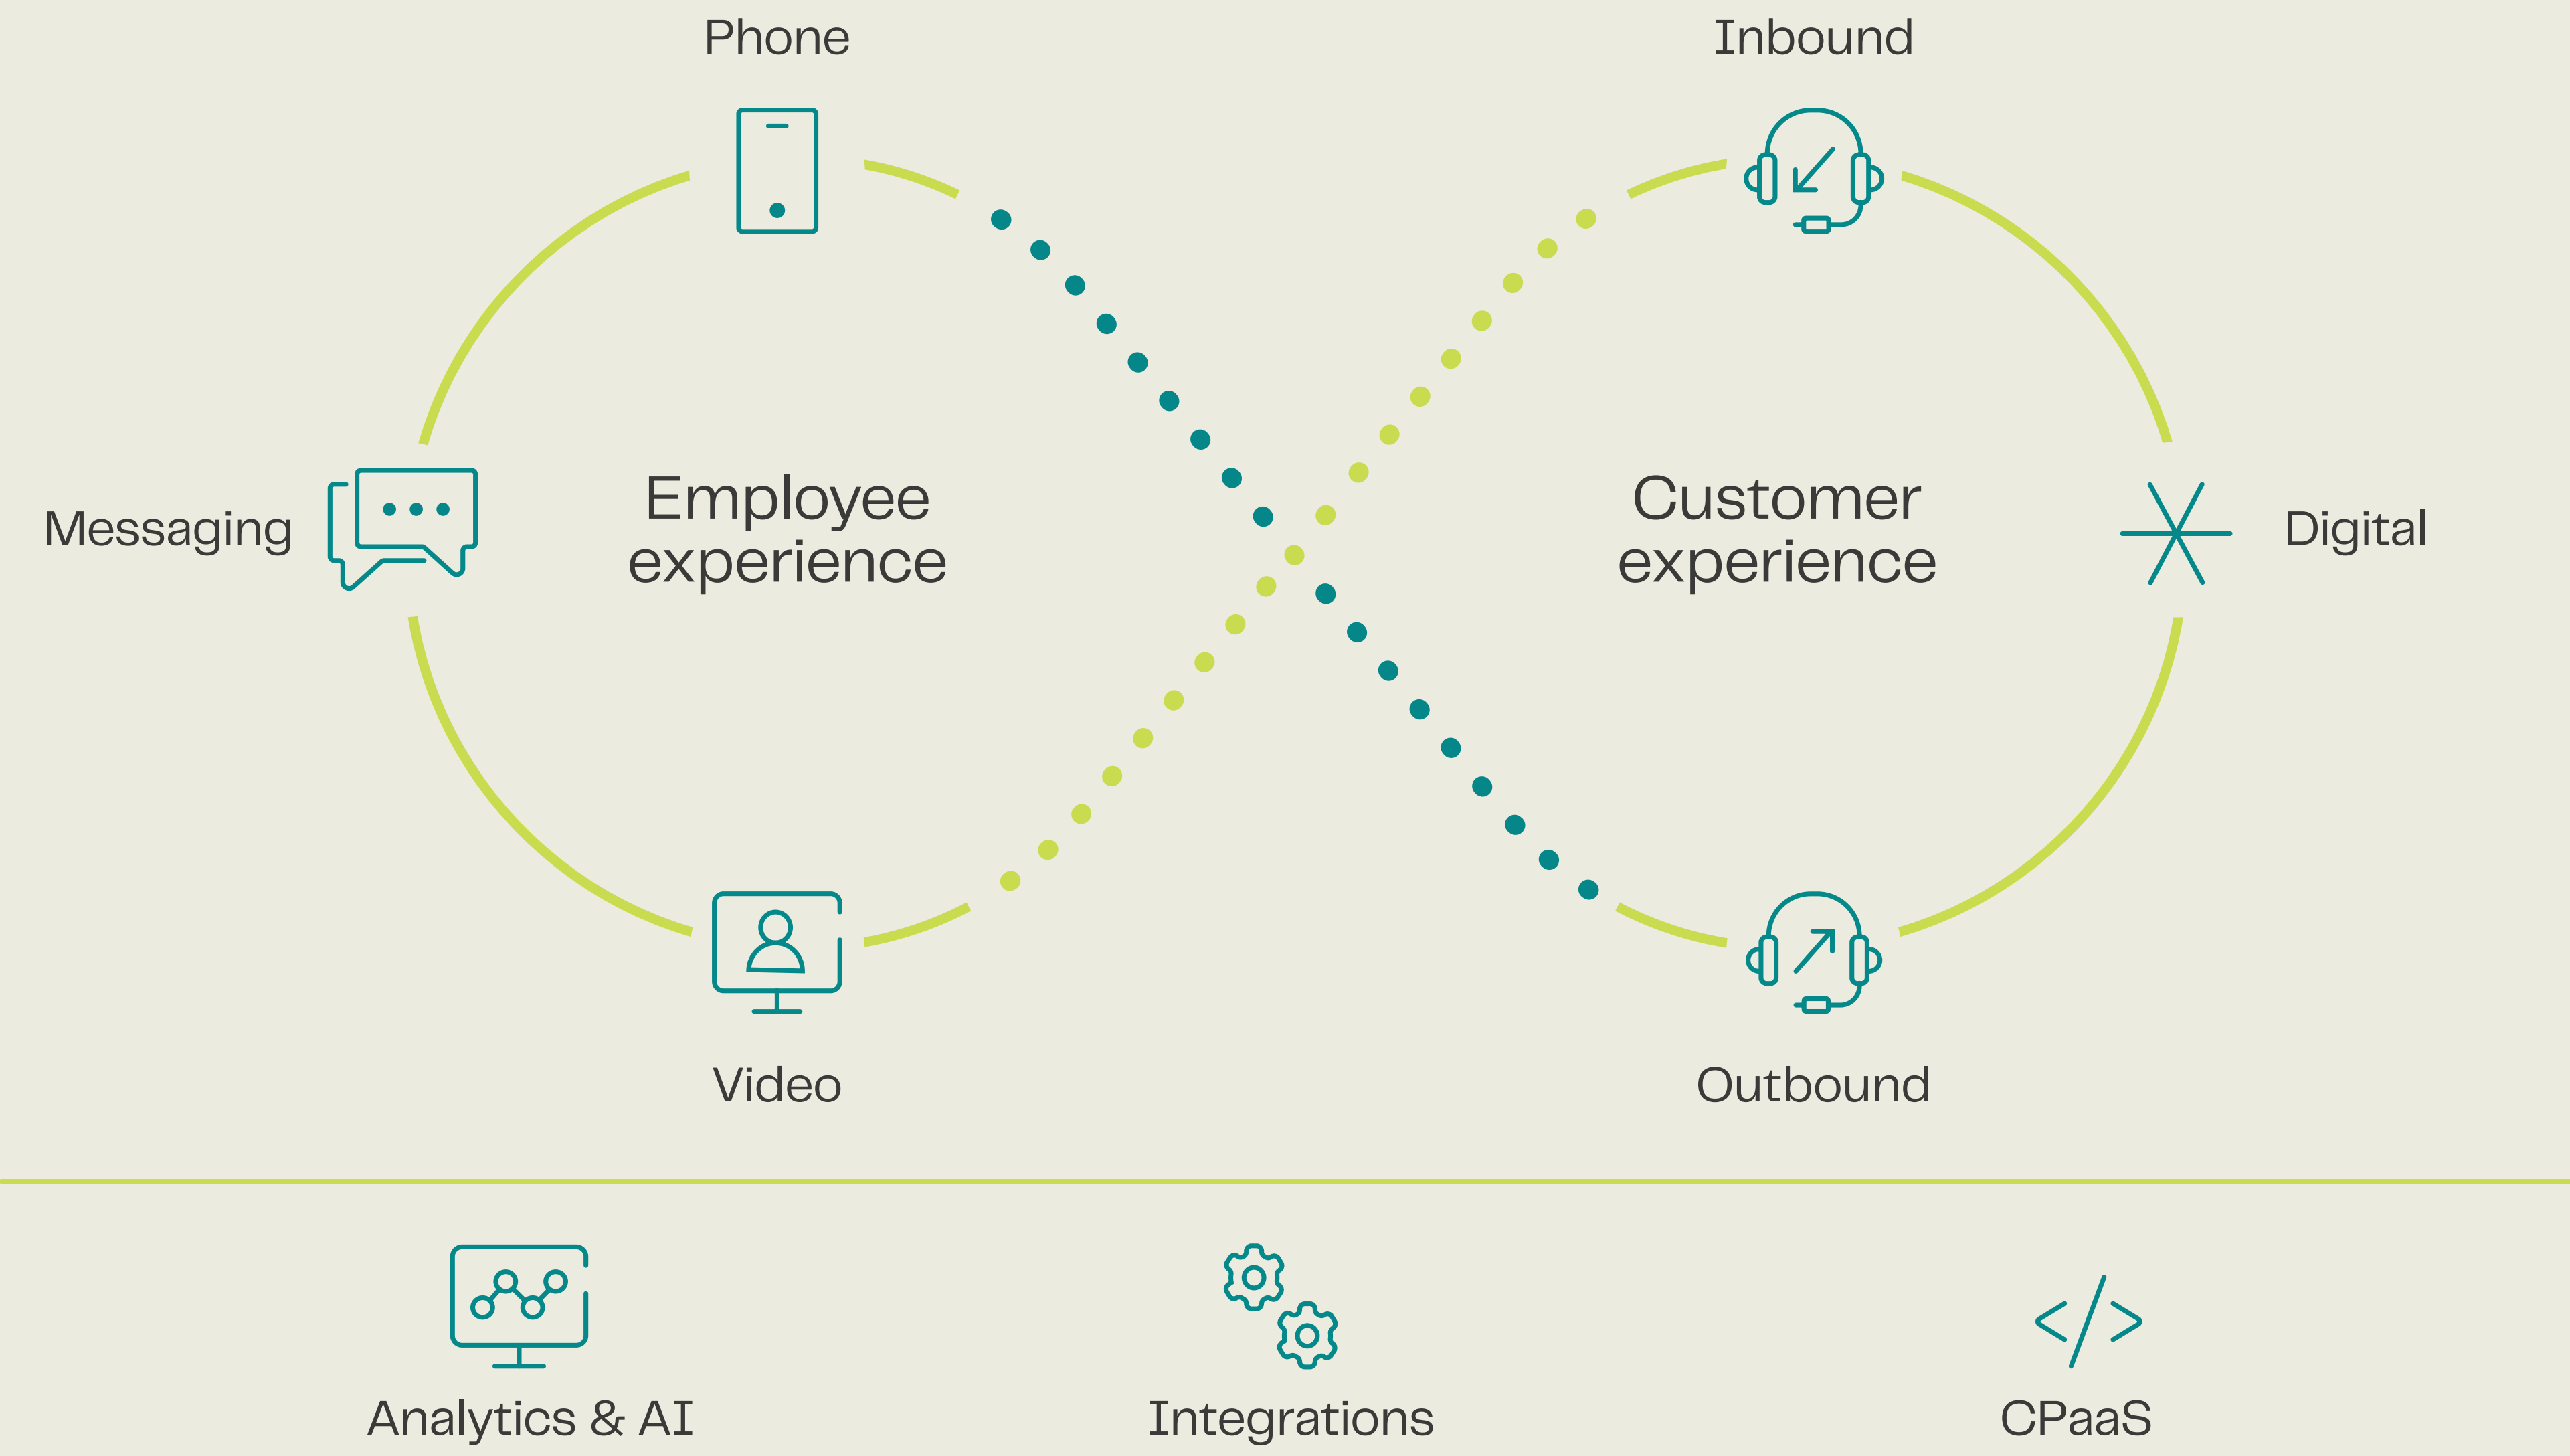 Phone
Inbound
Messaging
Employee
experience
Customer
experience
Digital
Video
Outbound
Analytics & AI
Integrations
CPaaS